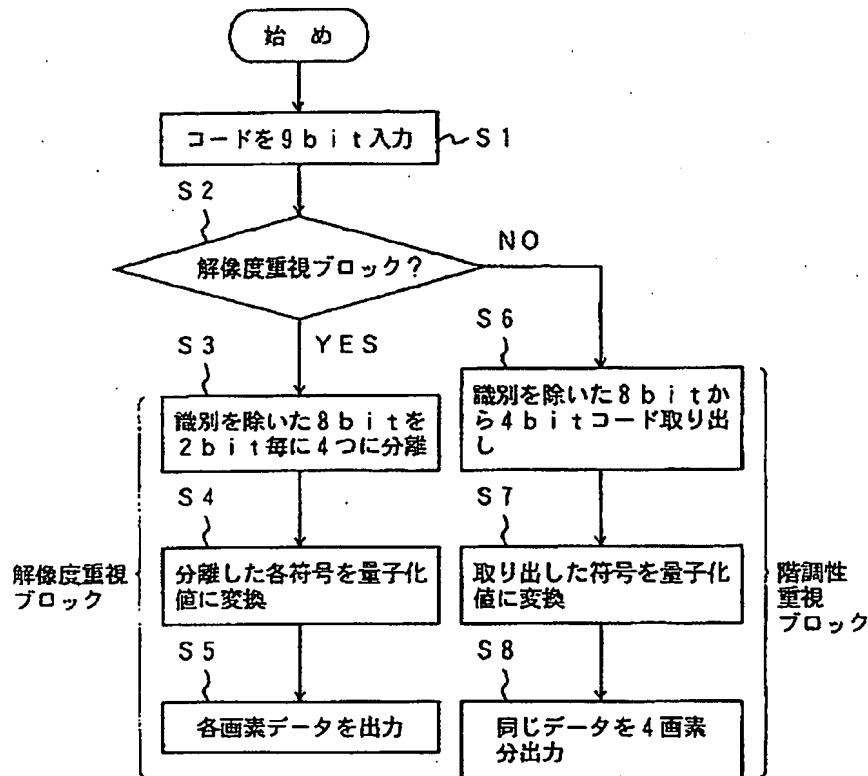 始め
コードを9bit入力
S1
S2
解像度重視ブロック？
NO
YES
S3
識別を除いた8bitを
2bit毎に4つに分離
S4
分離した各符号を量子化
値に変換
S5
各画素データを出力
解像度重視
ブロック
S6
識別を除いた8bitか
ら4bitコード取り出
し
S7
取り出した符号を量子化
値に変換
S8
同じデータを4画素
分出力
階調性
重視
ブロック